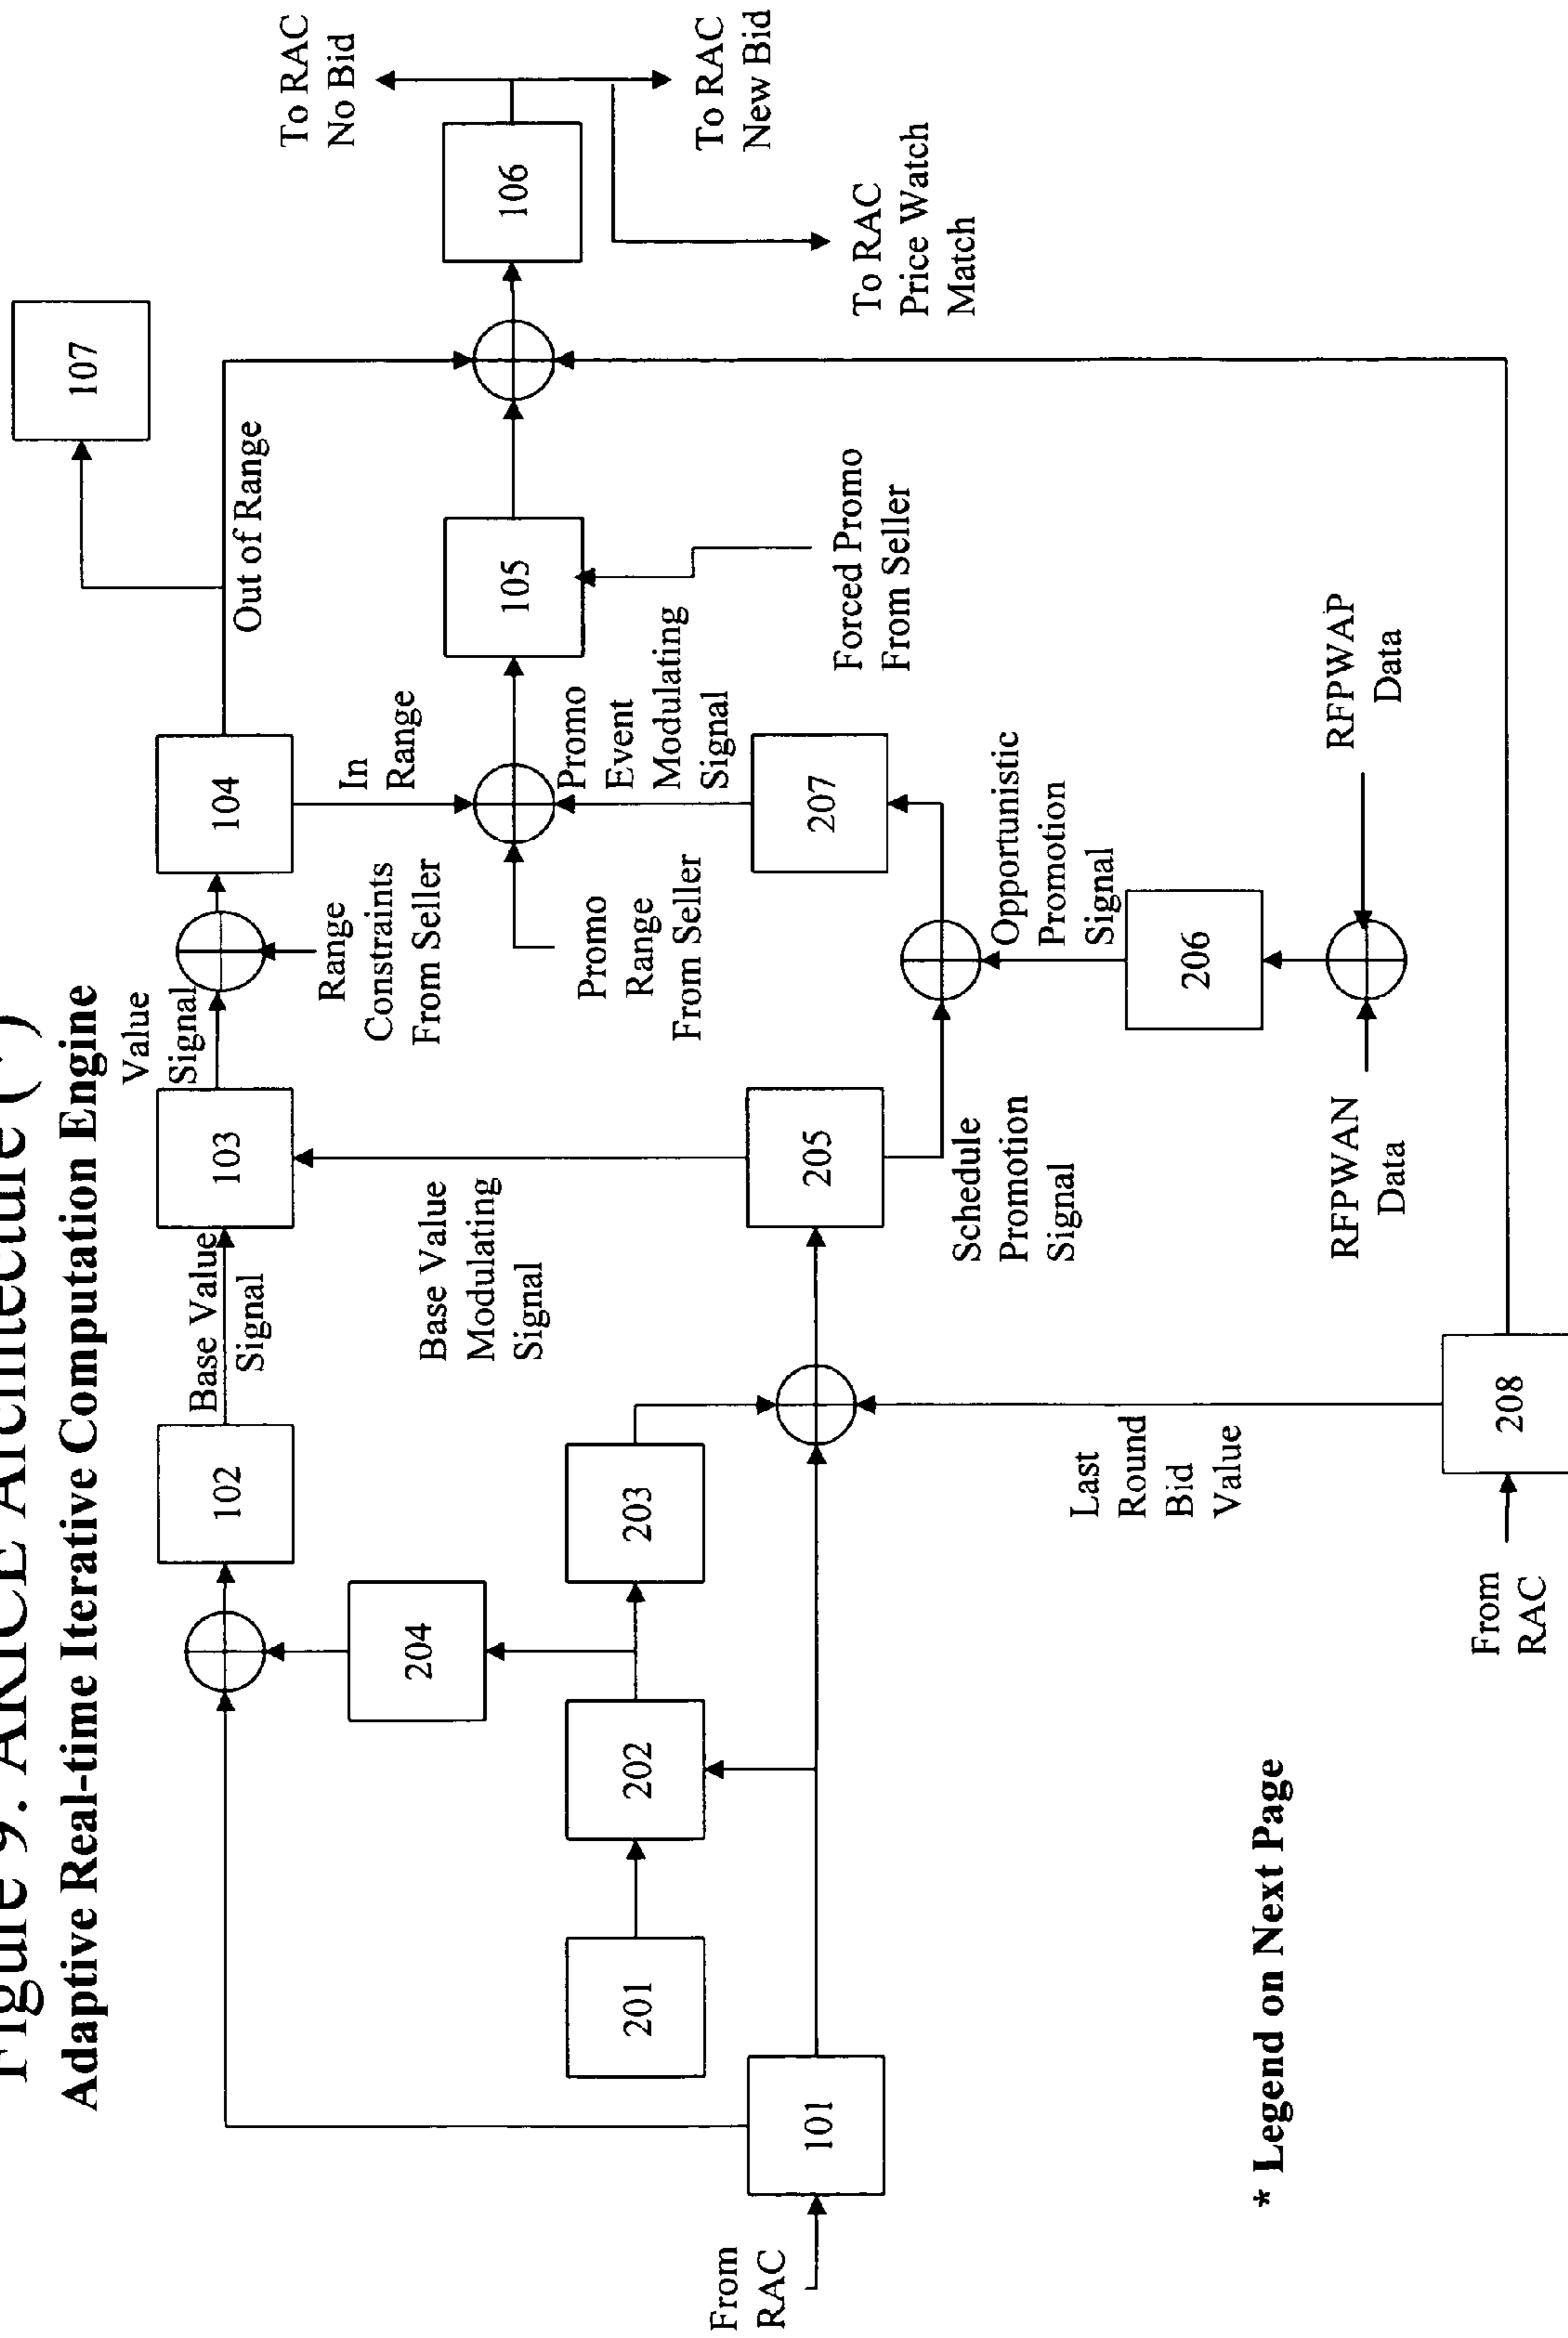 Figure 9: ARICE Architecture (*)
Adaptive Real-time Iterative Computation Engine
From
RAC
101
201
202
204
203
102
Base Value
Signal
103
Value
Signal
Range
Constraints
From Seller
104
In
Range
Out of Range
107
Base Value
Modulating
Signal
205
Schedule
Promotion
Signal
Promo
Range
From Seller
Promo
Event
Modulating
Signal
207
Opportunistic
Promotion
Signal
206
RFPWAN
Data
RFPWAP
Data
105
Forced Promo
From Seller
106
To RAC
No Bid
To RAC
New Bid
To RAC
Price Watch
Match
Last
Round
Bid
Value
208
From
RAC
* Legend on Next Page